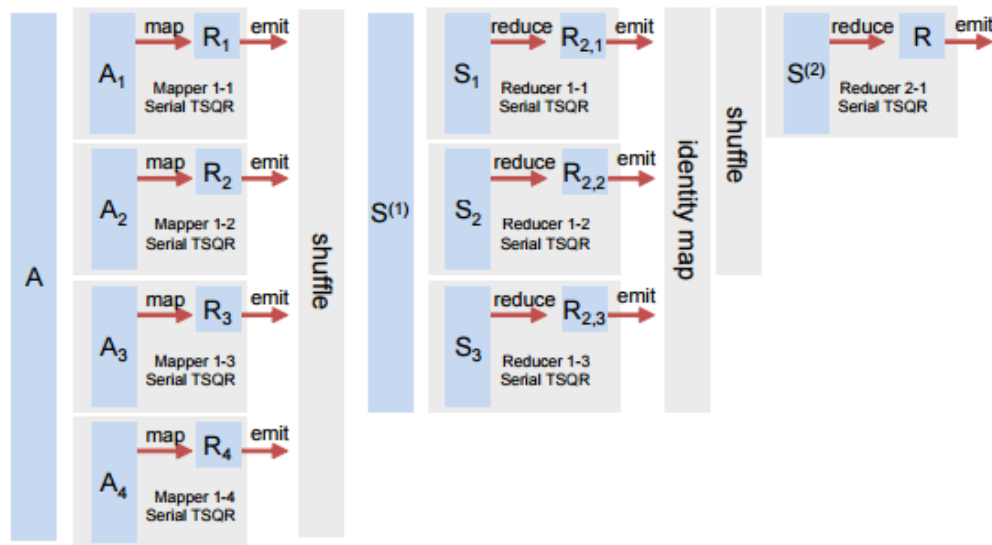 A
A1
map
R1
emit
Mapper 1-1
Serial TSQR
A2
map
R2
emit
Mapper 1-2
Serial TSQR
A3
map
R3
emit
Mapper 1-3
Serial TSQR
A4
map
R4
emit
Mapper 1-4
Serial TSQR
shuffle
S(1)
S1
reduce
R2,1
emit
Reducer 1-1
Serial TSQR
S2
reduce
R2,2
emit
Reducer 1-2
Serial TSQR
S3
reduce
R2,3
emit
Reducer 1-3
Serial TSQR
identity map
shuffle
S(2)
reduce
R
emit
Reducer 2-1
Serial TSQR